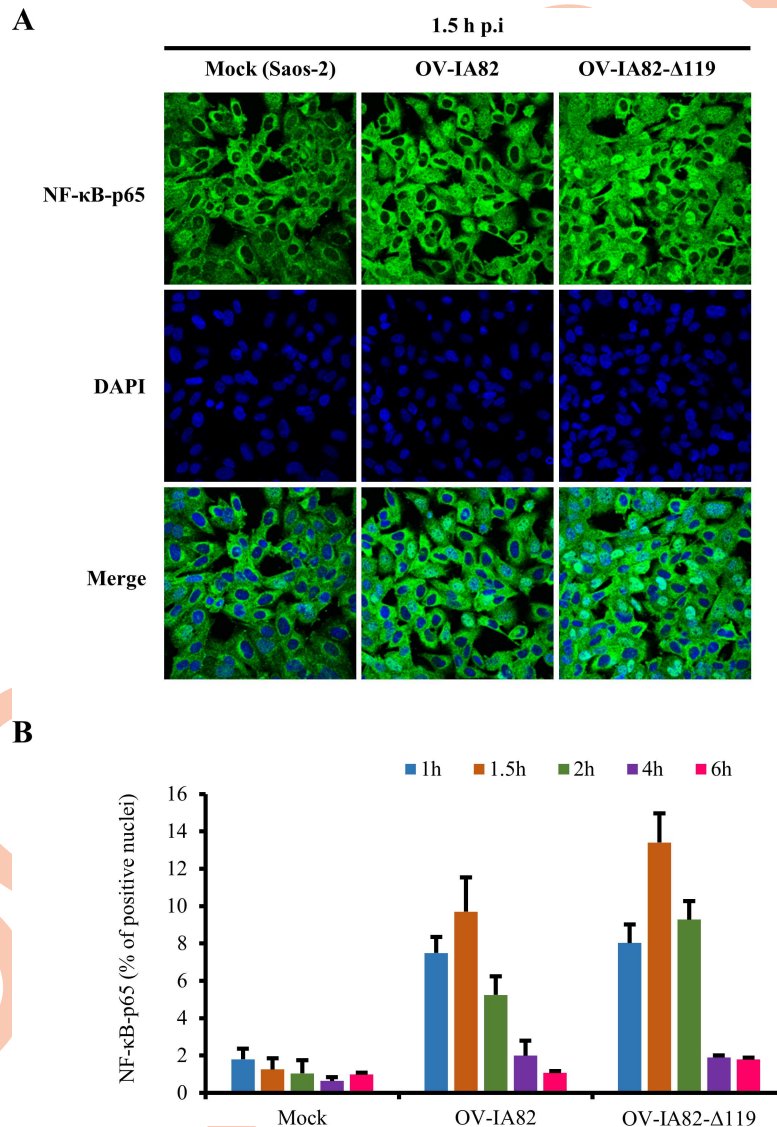 A
1.5 h p.i
Mock (Saos-2) OV-IA82 OV-IA82-Δ119
NF-κB-p65
DAPI
Merge
B
1h 1.5h 2h 4h 6h
NF-κB-p65 (% of positive nuclei)
16
14
12
10
8
6
4
2
0
Mock OV-IA82 OV-IA82-Δ119